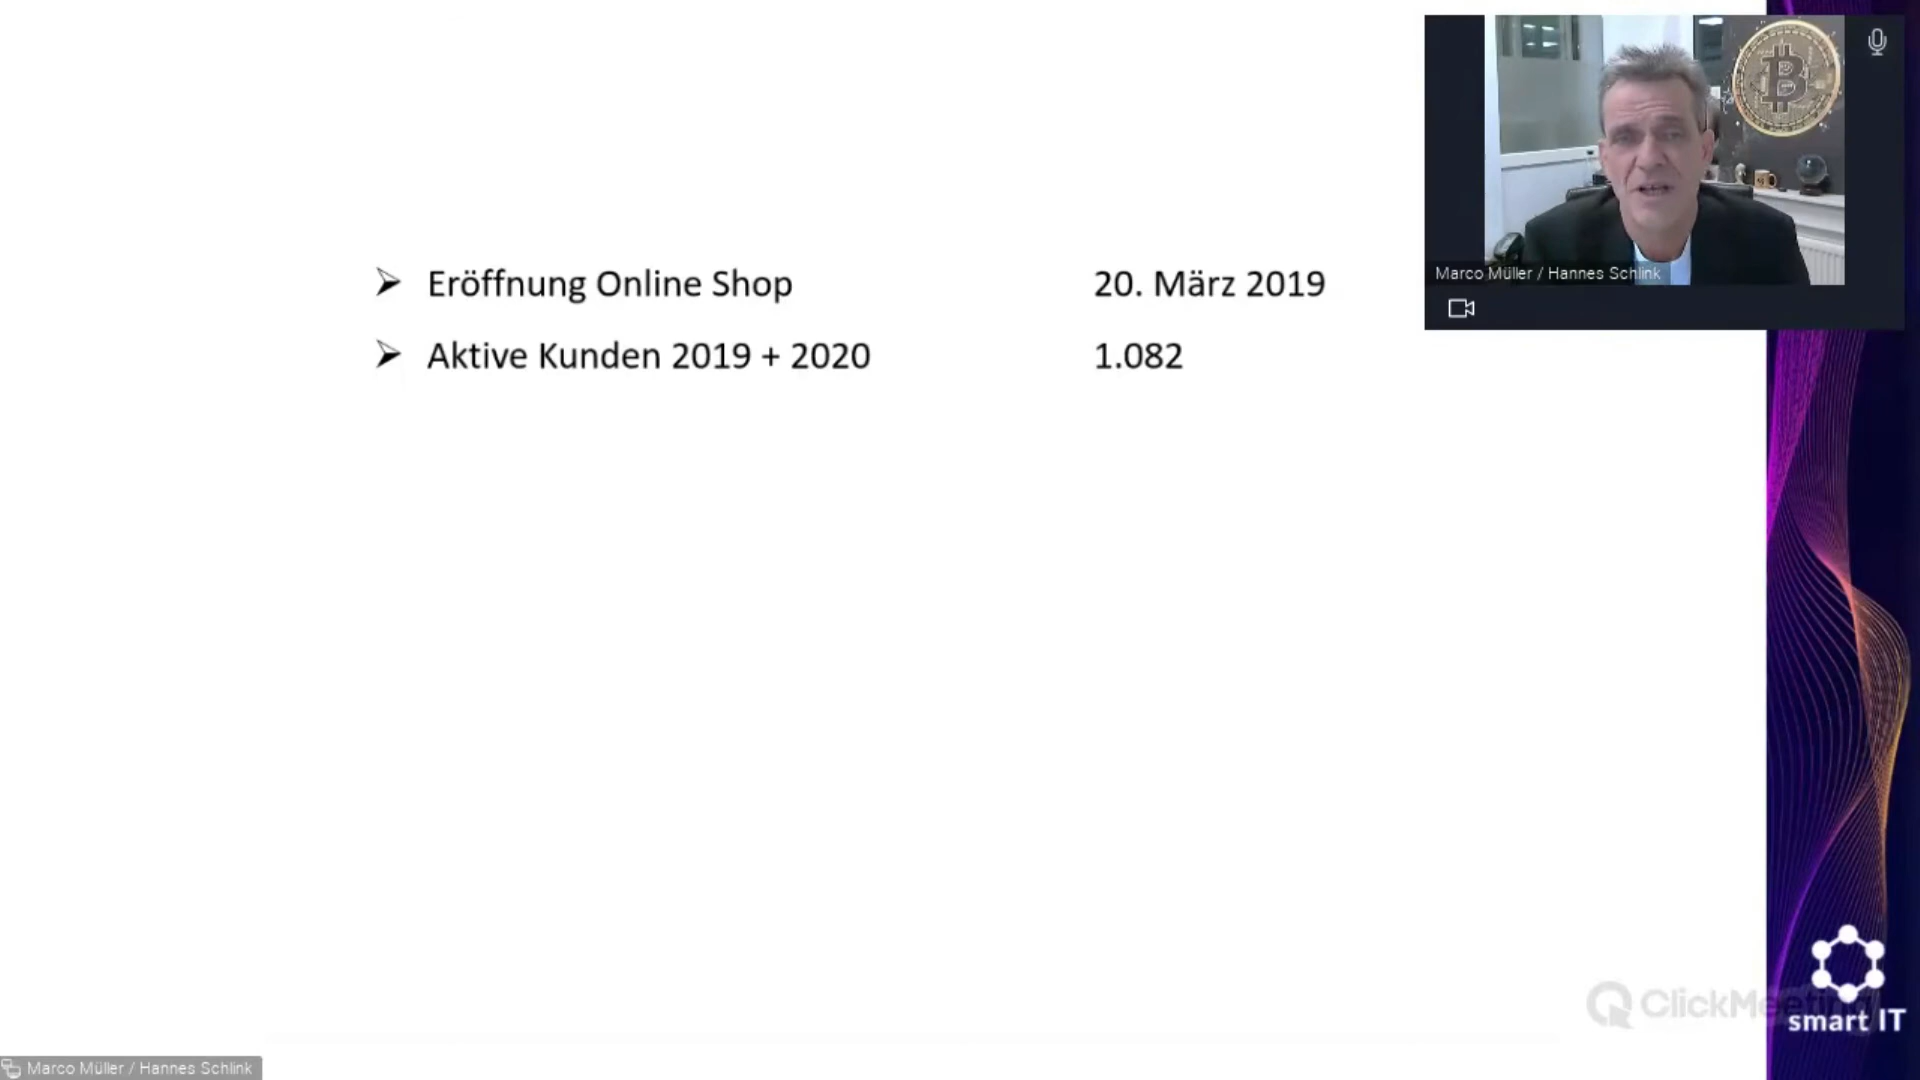 Eröffnung Online Shop 20. März 2019
Aktive Kunden 2019 + 2020 1.082
Marco Müller / Hannes Schlink
ClickMeeting
smart IT
Marco Müller / Hannes Schlink